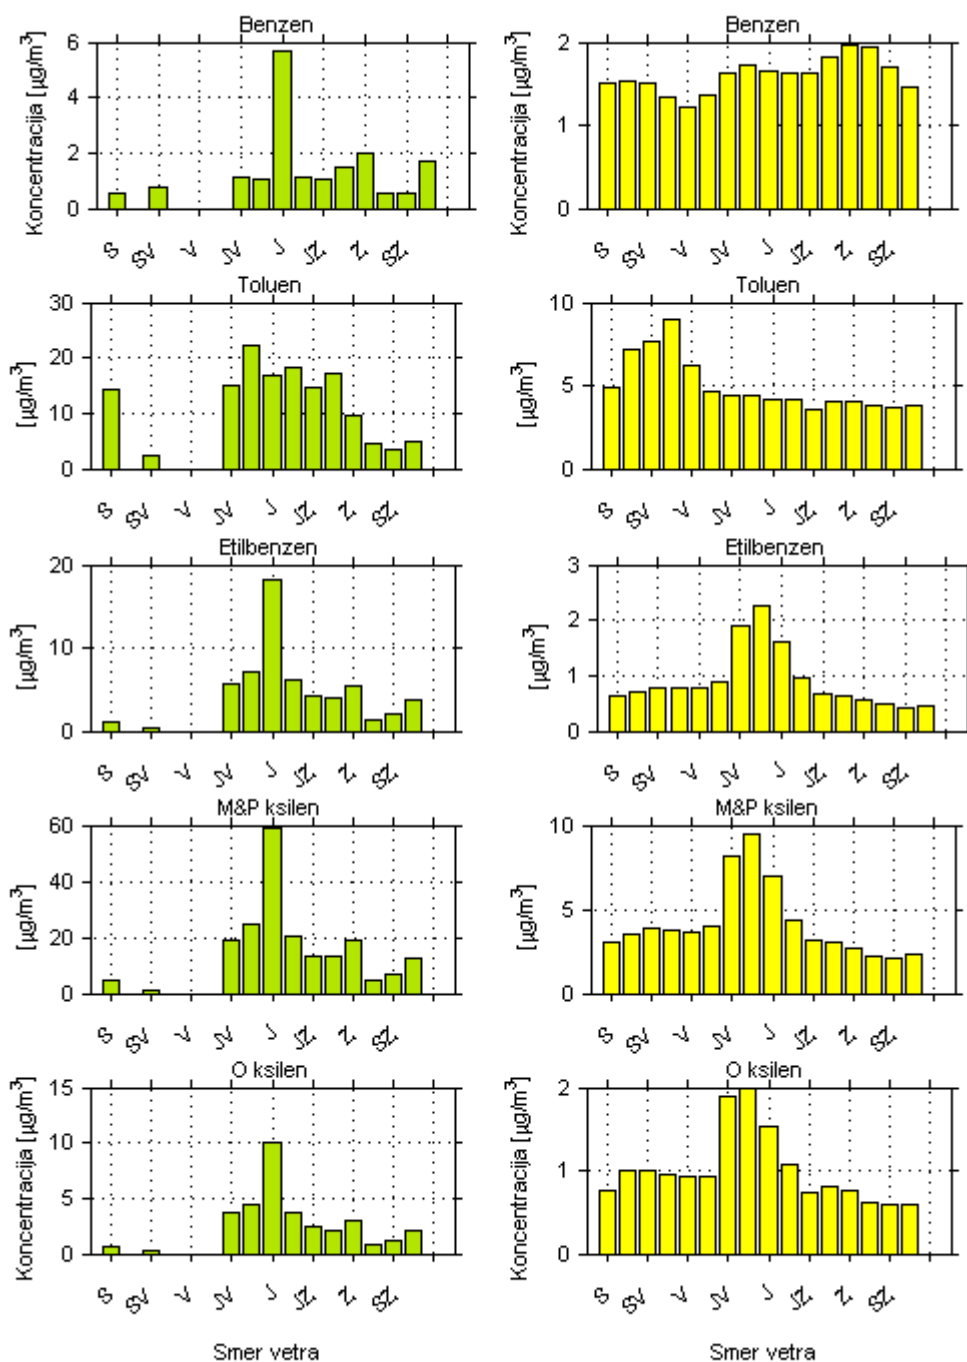 Benzen
Koncentracija [µg/m³]
6
4
2
0
S SV V JV J JZ Z SZ
Benzen
Koncentracija [µg/m³]
2
1
0
S SV V JV J JZ Z SZ
Toluen
[µg/m³]
30
20
10
0
S SV V JV J JZ Z SZ
Toluen
[µg/m³]
10
5
0
S SV V JV J JZ Z SZ
Etilbenzen
[µg/m³]
20
10
0
S SV V JV J JZ Z SZ
Etilbenzen
[µg/m³]
3
2
1
0
S SV V JV J JZ Z SZ
M&P ksilen
[µg/m³]
60
40
20
0
S SV V JV J JZ Z SZ
M&P ksilen
[µg/m³]
10
5
0
S SV V JV J JZ Z SZ
O ksilen
Koncentracija [µg/m³]
15
10
5
0
S SV V JV J JZ Z SZ
Smer vetra
O ksilen
Koncentracija [µg/m³]
2
1
0
S SV V JV J JZ Z SZ
Smer vetra